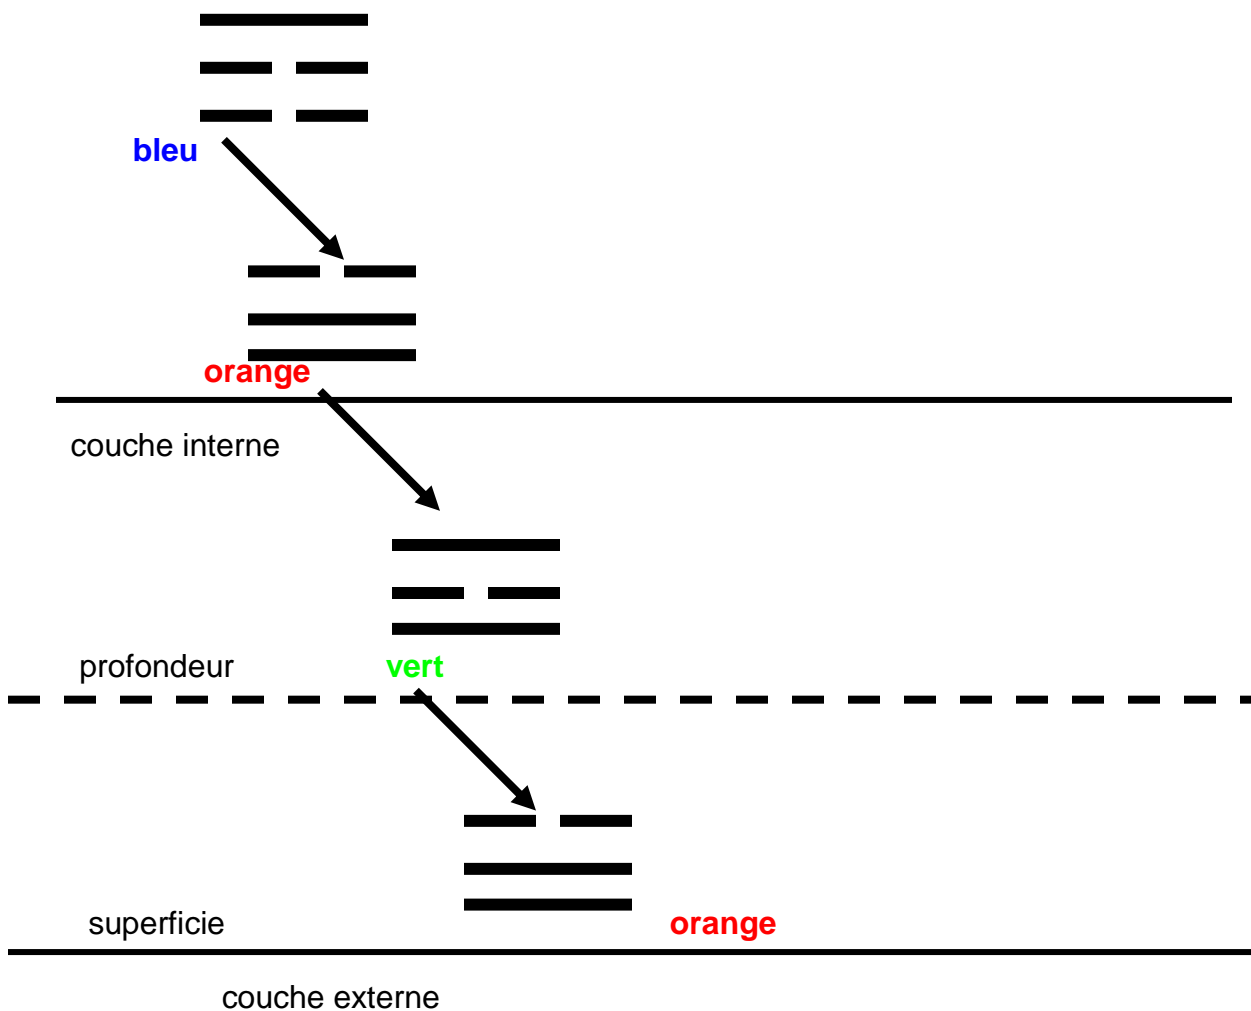 bleu
orange
couche interne
profondeur vert
superficie orange
couche externe